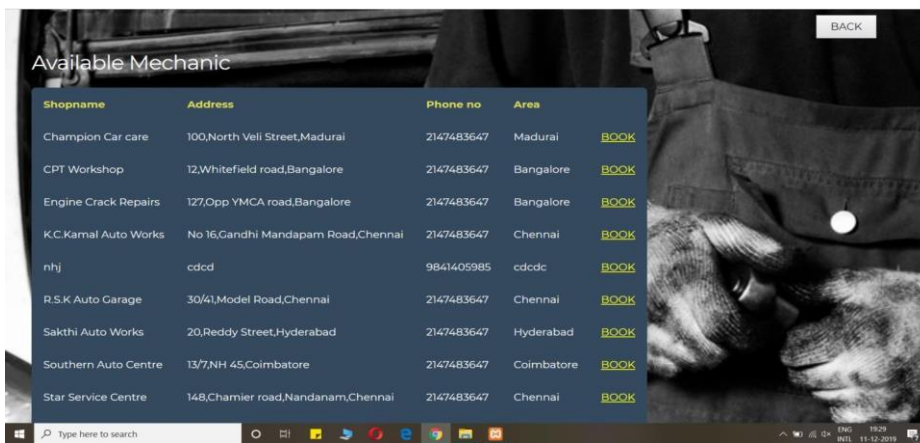 BACK
Available Mechanic
Shopname Address Phone no Area
Champion Car care 100,North Veli Street,Madurai 2147483647 Madurai BOOK
CPT Workshop 12,Whitefield road,Bangalore 2147483647 Bangalore BOOK
Engine Crack Repairs 127,Opp YMCA road,Bangalore 2147483647 Bangalore BOOK
K.C.Kamal Auto Works No 16,Gandhi Mandapam Road,Chennai 2147483647 Chennai BOOK
nhj cdcd 9841405985 cdcdc BOOK
R.S.K Auto Garage 30/41,Model Road,Chennai 2147483647 Chennai BOOK
Sakthi Auto Works 20,Reddy Street,Hyderabad 2147483647 Hyderabad BOOK
Southern Auto Centre 13/7,NH 45,Coimbatore 2147483647 Coimbatore BOOK
Star Service Centre 148,Chamier road,Nandanam,Chennai 2147483647 Chennai BOOK
Type here to search ENG 19:29
INTL 11-12-2019